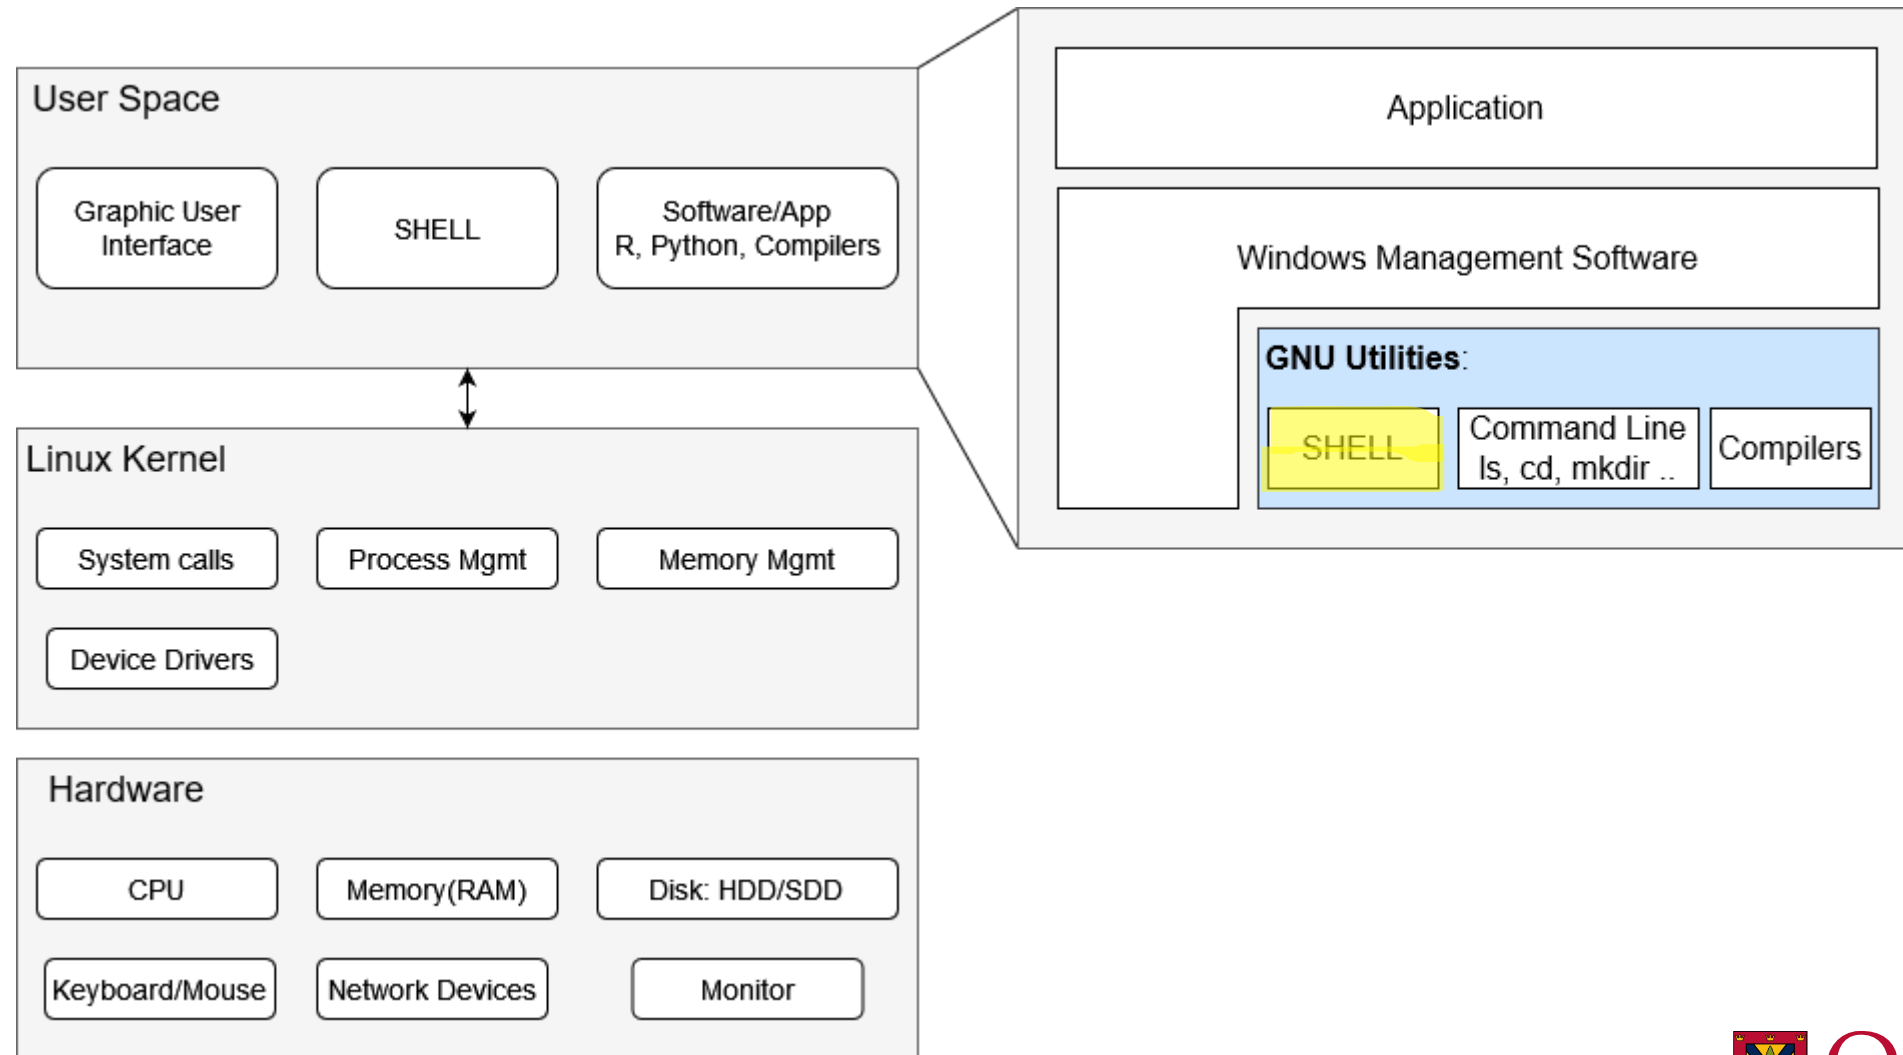 User Space
Graphic User
Interface
SHELL
Software/App
R, Python, Compilers
Linux Kernel
System calls
Process Mgmt
Memory Mgmt
Device Drivers
Hardware
CPU
Memory(RAM)
Disk: HDD/SDD
Keyboard/Mouse
Network Devices
Monitor
Application
Windows Management Software
GNU Utilities:
SHELL
Command Line
ls, cd, mkdir ..
Compilers